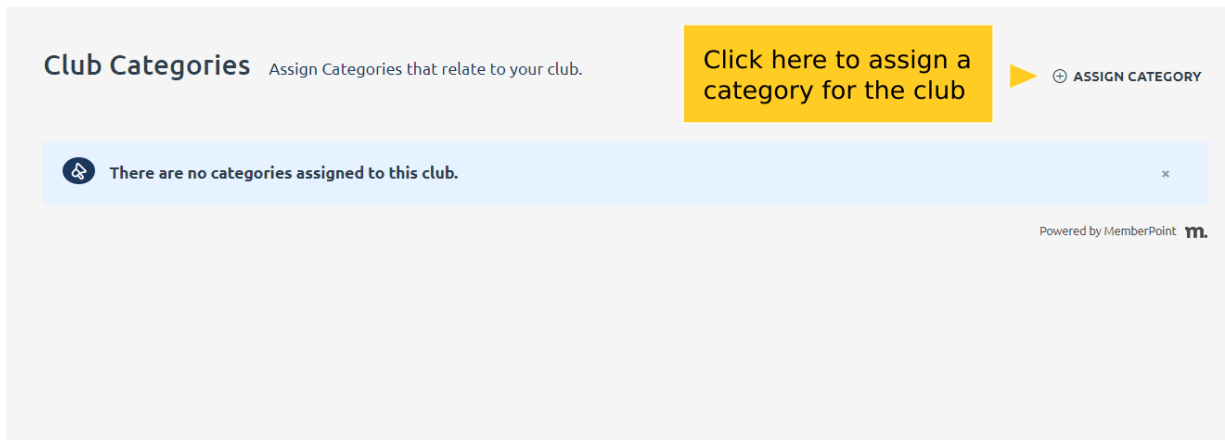 Club Categories Assign Categories that relate to your club.
Click here to assign a
category for the club
ASSIGN CATEGORY
There are no categories assigned to this club.
×
Powered by MemberPoint m.